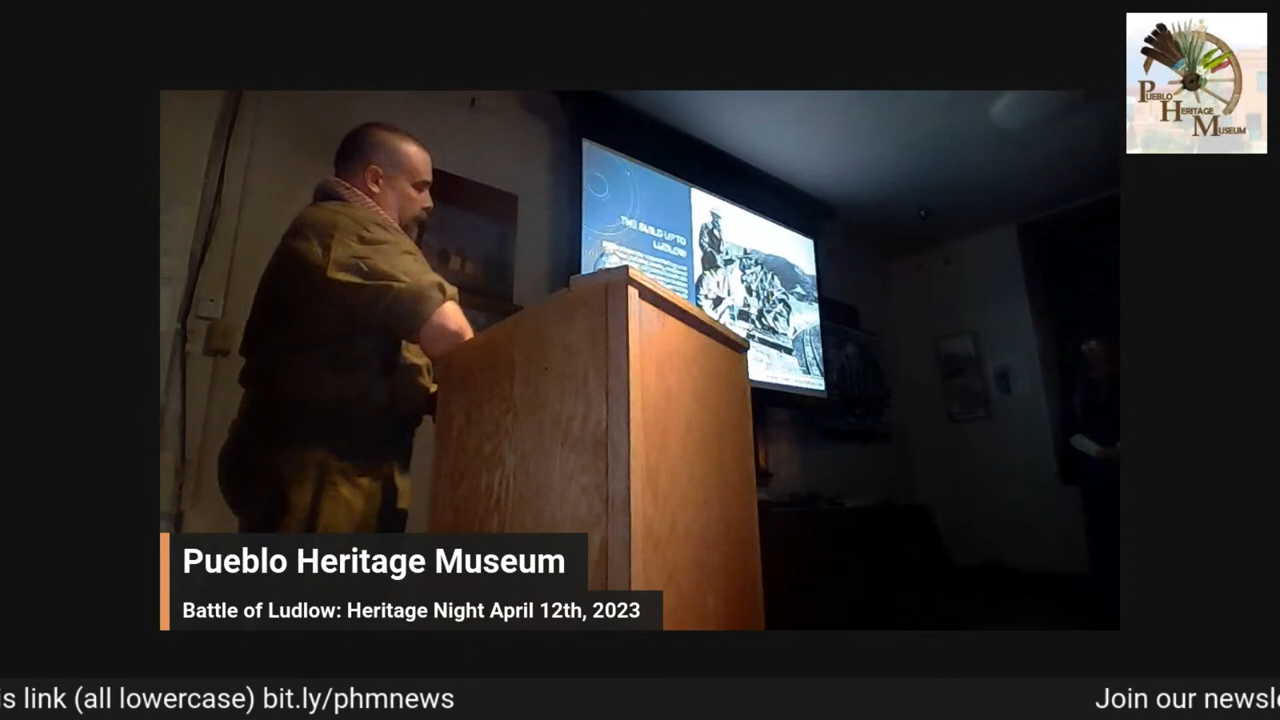 PUEBLO
HERITAGE
MUSEUM
THE BUILD UP TO
LUDLOW
Pueblo Heritage Museum
Battle of Ludlow: Heritage Night April 12th, 2023
is link (all lowercase) bit.ly/phmnews
Join our newsle